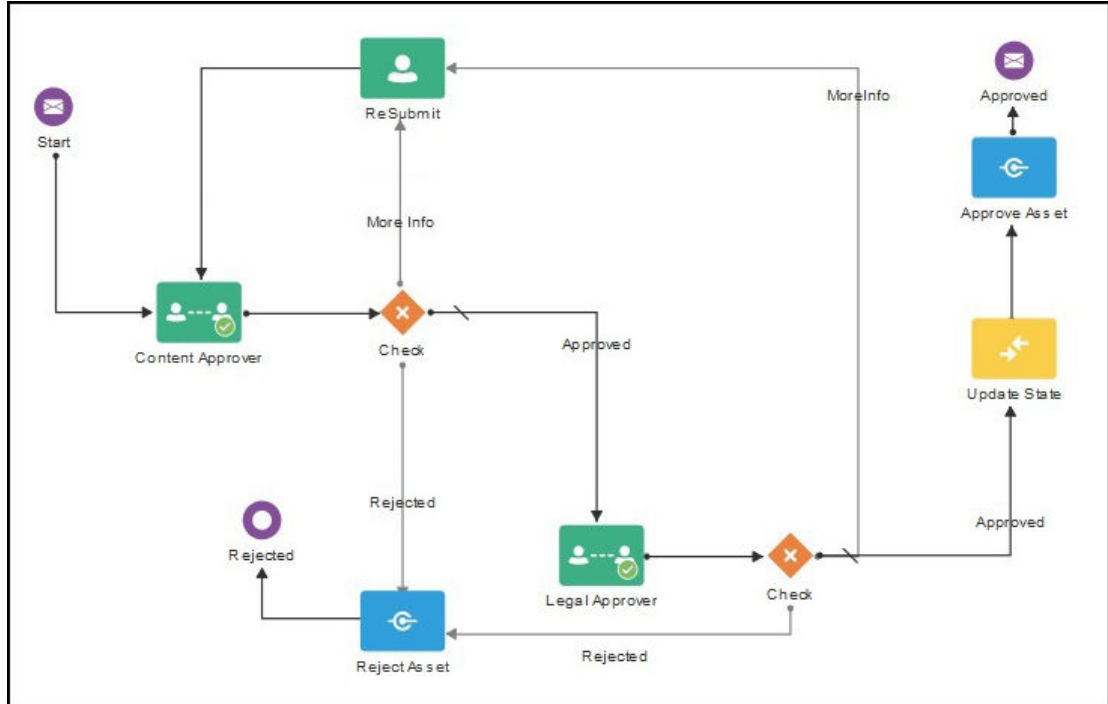 ReSubmit
MoreInfo
Approved
Start
Approve Asset
More Info
Content Approver
Check
Approved
Update State
Rejected
Approved
Rejected
Legal Approver
Check
Reject Asset
Rejected